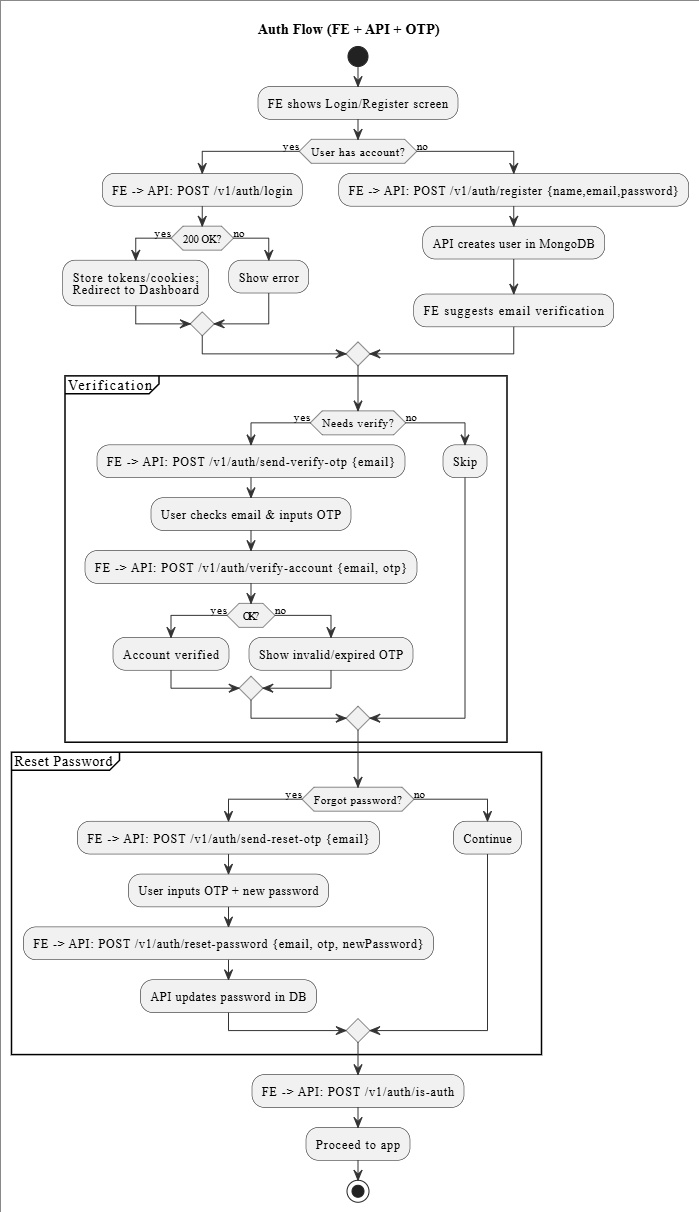 Auth Flow (FE + API + OTP)
FE shows Login/Register screen
yes
User has account?
no
FE -> API: POST /v1/auth/login
FE -> API: POST /v1/auth/register {name,email,password}
yes
200 OK?
no
API creates user in MongoDB
Store tokens/cookies;
Redirect to Dashboard
Show error
FE suggests email verification
Verification
yes
Needs verify?
no
FE -> API: POST /v1/auth/send-verify-otp {email}
Skip
User checks email & inputs OTP
FE -> API: POST /v1/auth/verify-account {email, otp}
yes
OK?
no
Account verified
Show invalid/expired OTP
Reset Password
yes
Forgot password?
no
FE -> API: POST /v1/auth/send-reset-otp {email}
Continue
User inputs OTP + new password
FE -> API: POST /v1/auth/reset-password {email, otp, newPassword}
API updates password in DB
FE -> API: POST /v1/auth/is-auth
Proceed to app